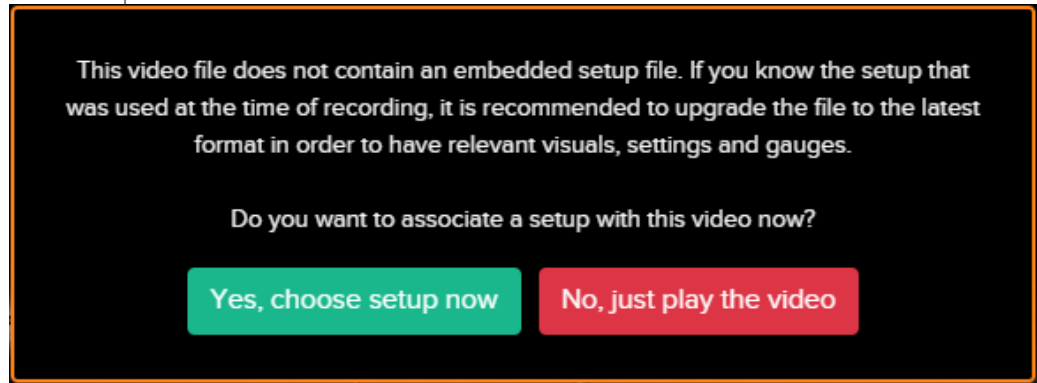 This video file does not contain an embedded setup file. If you know the setup that
was used at the time of recording, it is recommended to upgrade the file to the latest
format in order to have relevant visuals, settings and gauges.
Do you want to associate a setup with this video now?
Yes, choose setup now
No, just play the video